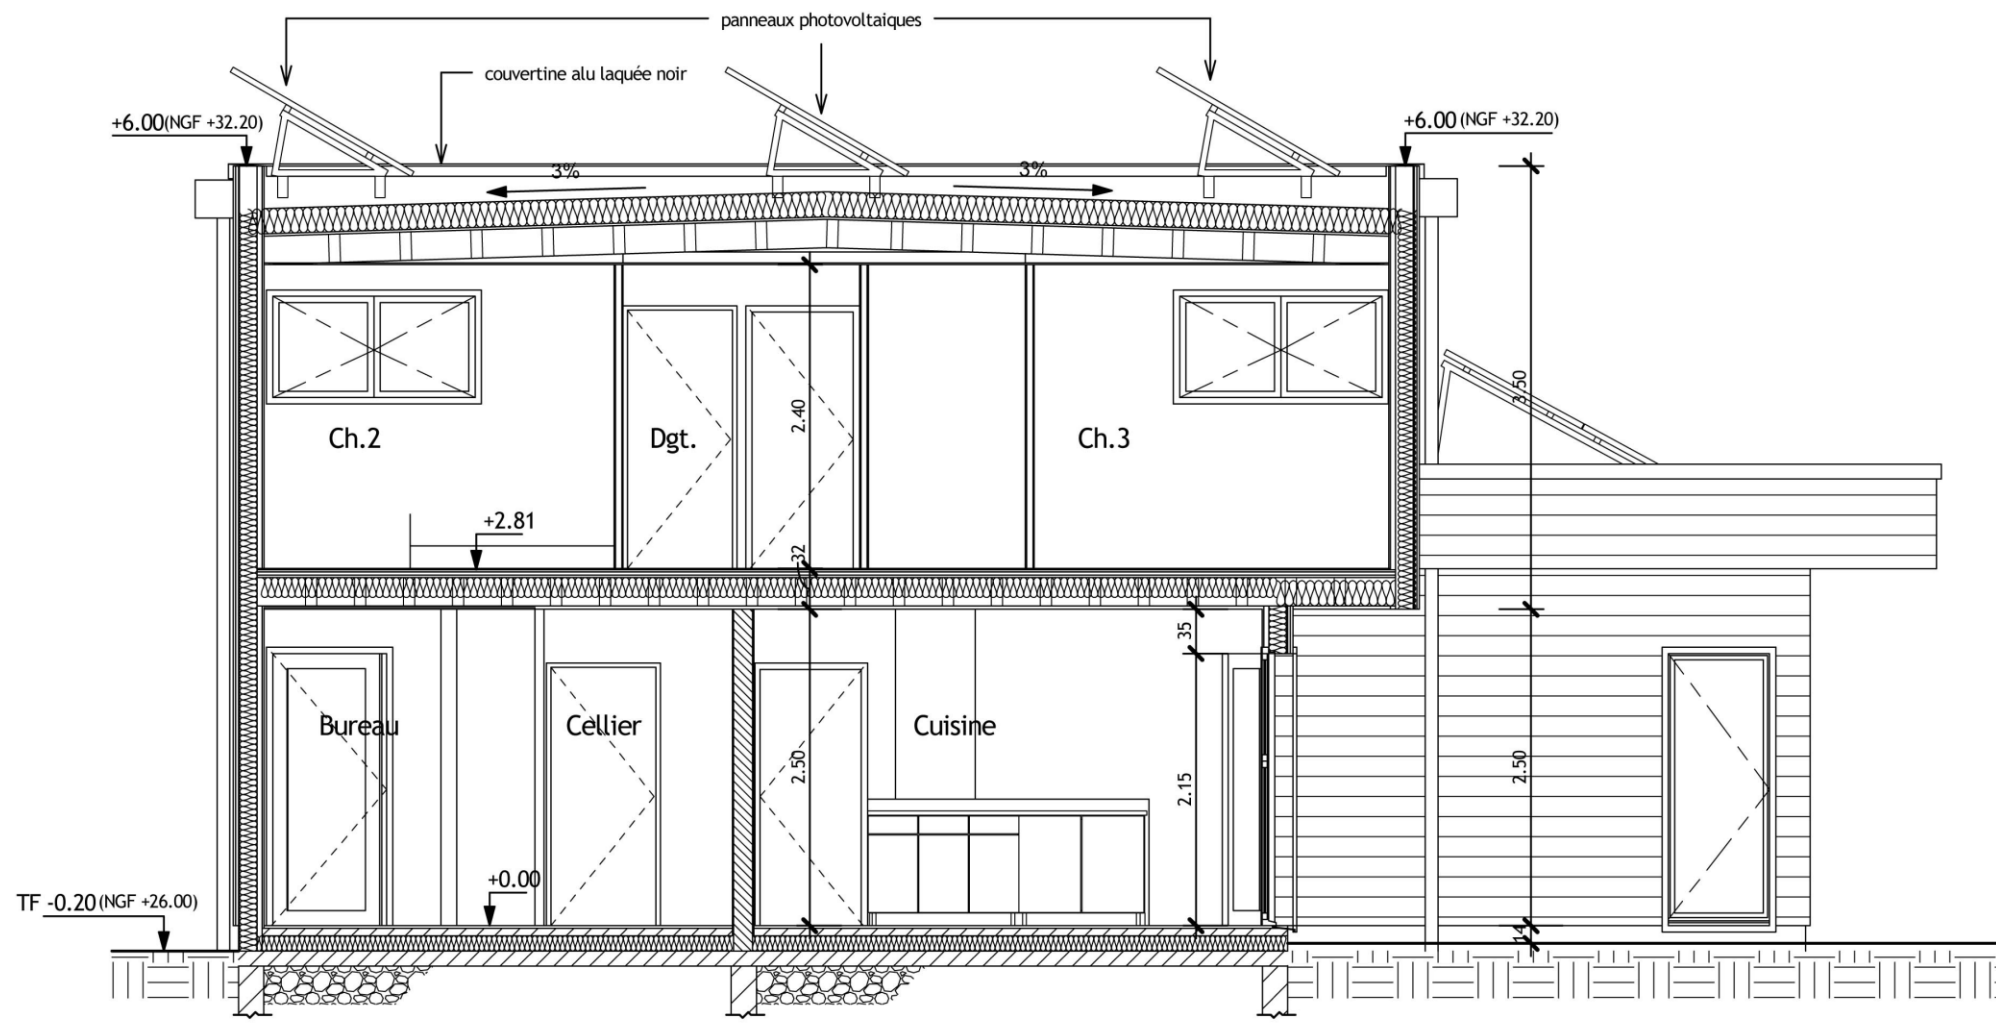 panneaux photovoltaiques
couvertine alu laquée noir
+6.00(NGF +32.20)
+6.00 (NGF +32.20)
3%
3%
3.50
2.40
Ch.2
Dgt.
Ch.3
+2.81
32
35
Bureau
Cellier
Cuisine
2.50
2.15
2.50
+0.00
TF -0.20(NGF +26.00)
14